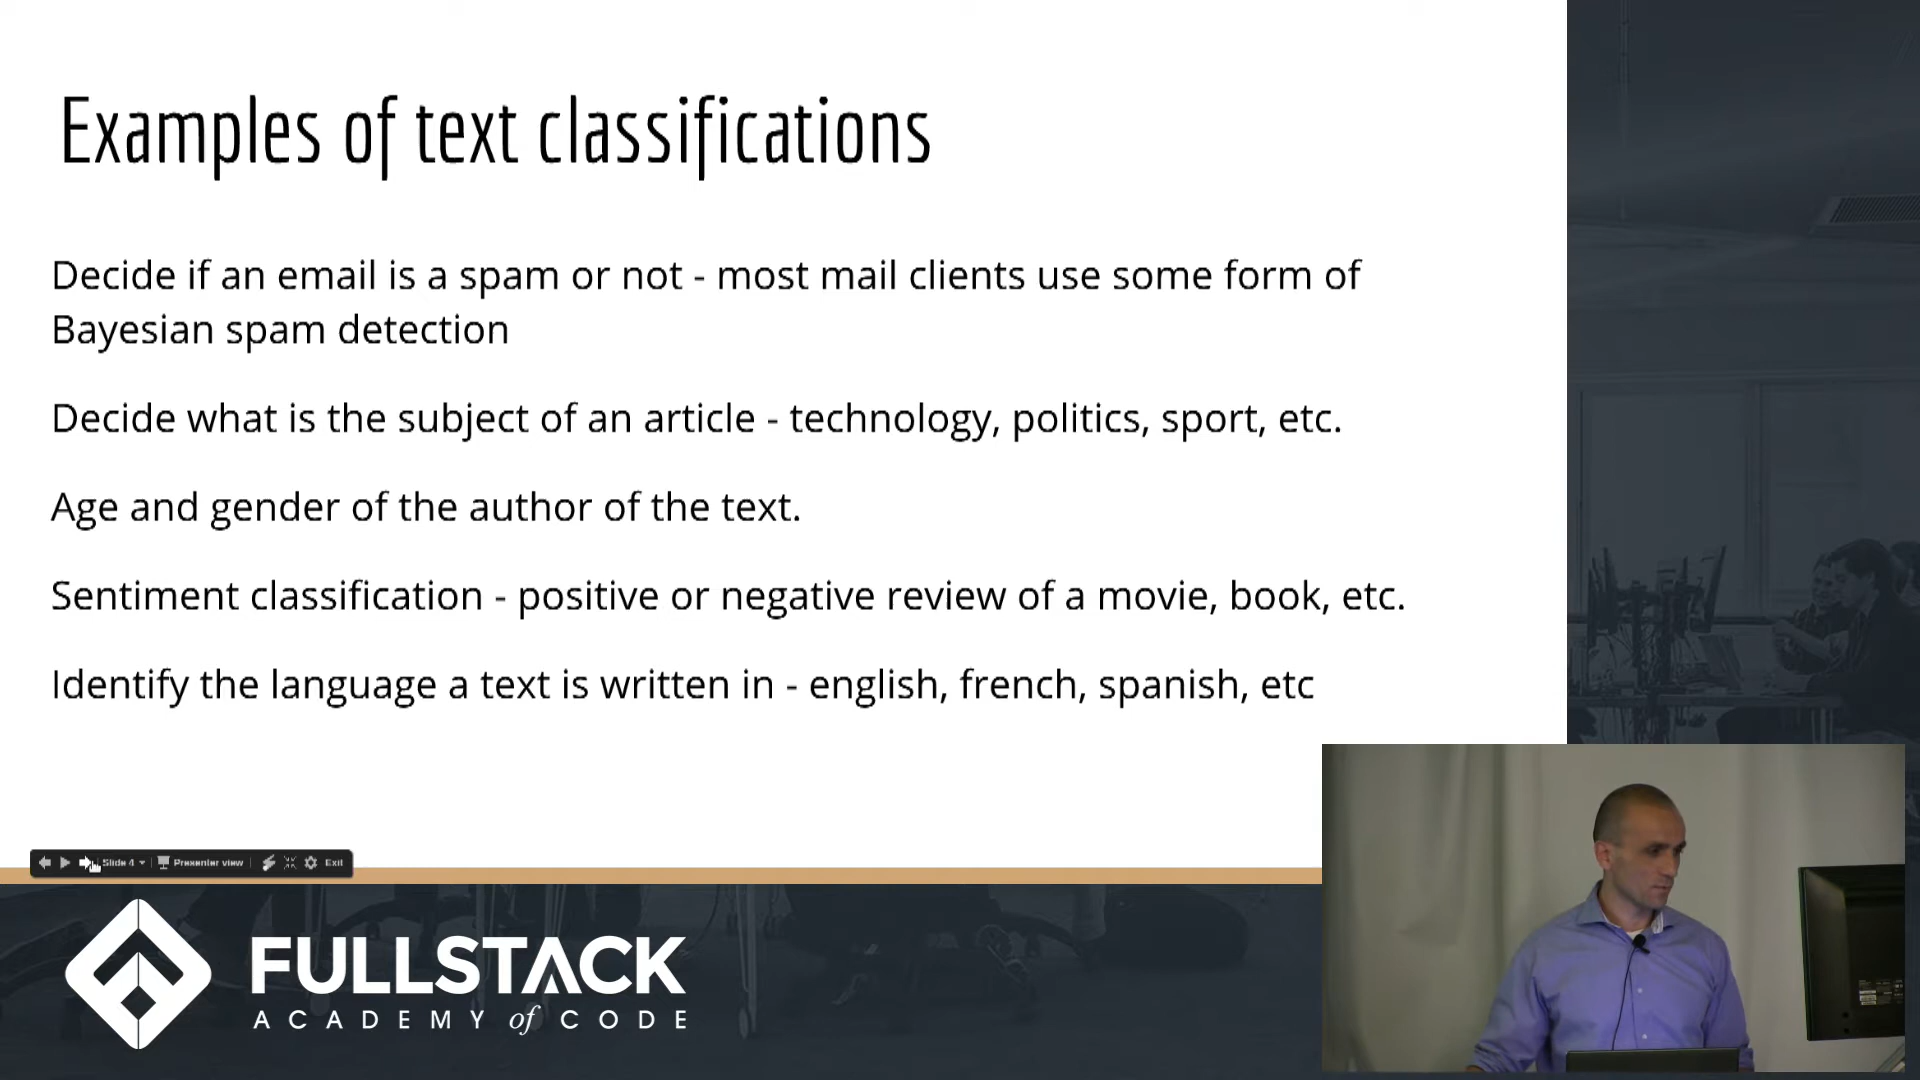 Examples of text classifications
Decide if an email is a spam or not - most mail clients use some form of
Bayesian spam detection
Decide what is the subject of an article - technology, politics, sport, etc.
Age and gender of the author of the text.
Sentiment classification - positive or negative review of a movie, book, etc.
Identify the language a text is written in - english, french, spanish, etc
Slide 4 Presenter view Exit
FULLSTACK
ACADEMY of CODE